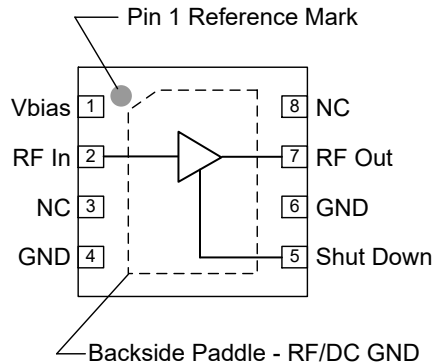 Pin 1 Reference Mark
Vbias 1 8 NC
RF In 2 7 RF Out
NC 3 6 GND
GND 4 5 Shut Down
Backside Paddle - RF/DC GND